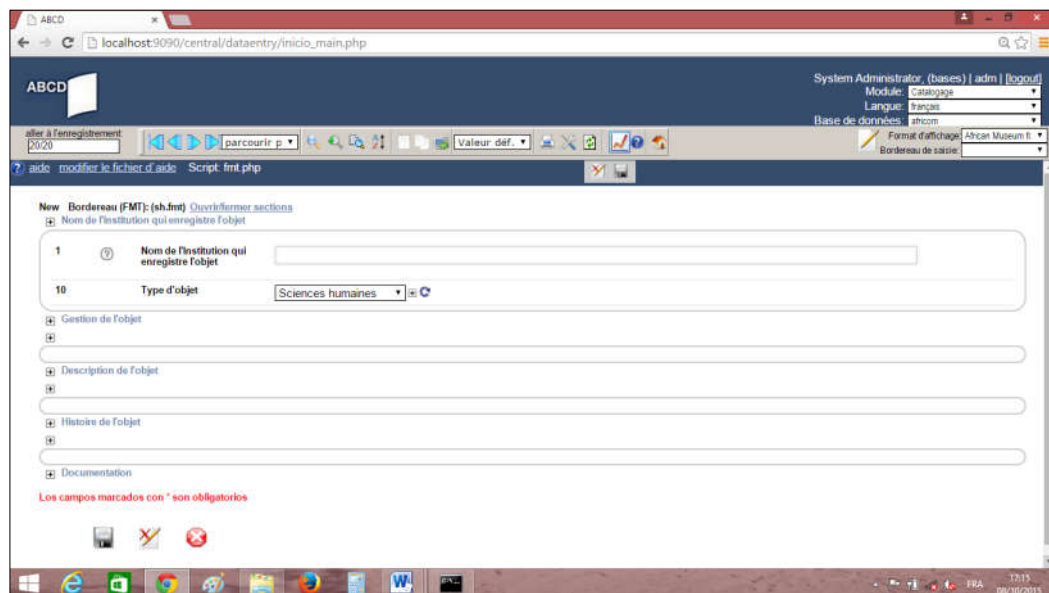 ABCD
localhost:9090/central/dataentry/inicio_main.php
ABCD
System Administrator, (bases) | adm | [logout]
Module: Catalogage
Langue: français
Base de données: africom
aller à l'enregistrement
20/20
parcourir p
Valeur déf.
Format d'affichage: African Museum fr
Bordereau de saisie:
aide modifier le fichier d'aide Script: fmt.php
New Bordereau (FMT): (sh.fmt) Ouvrir/fermer sections
Nom de l'Institution qui enregistre l'objet
1 Nom de l'Institution qui enregistre l'objet
10 Type d'objet Sciences humaines
Gestion de l'objet
Description de l'objet
Histoire de l'objet
Documentation
Los campos marcados con * son obligatorios
FRA
17:15
08/10/2015